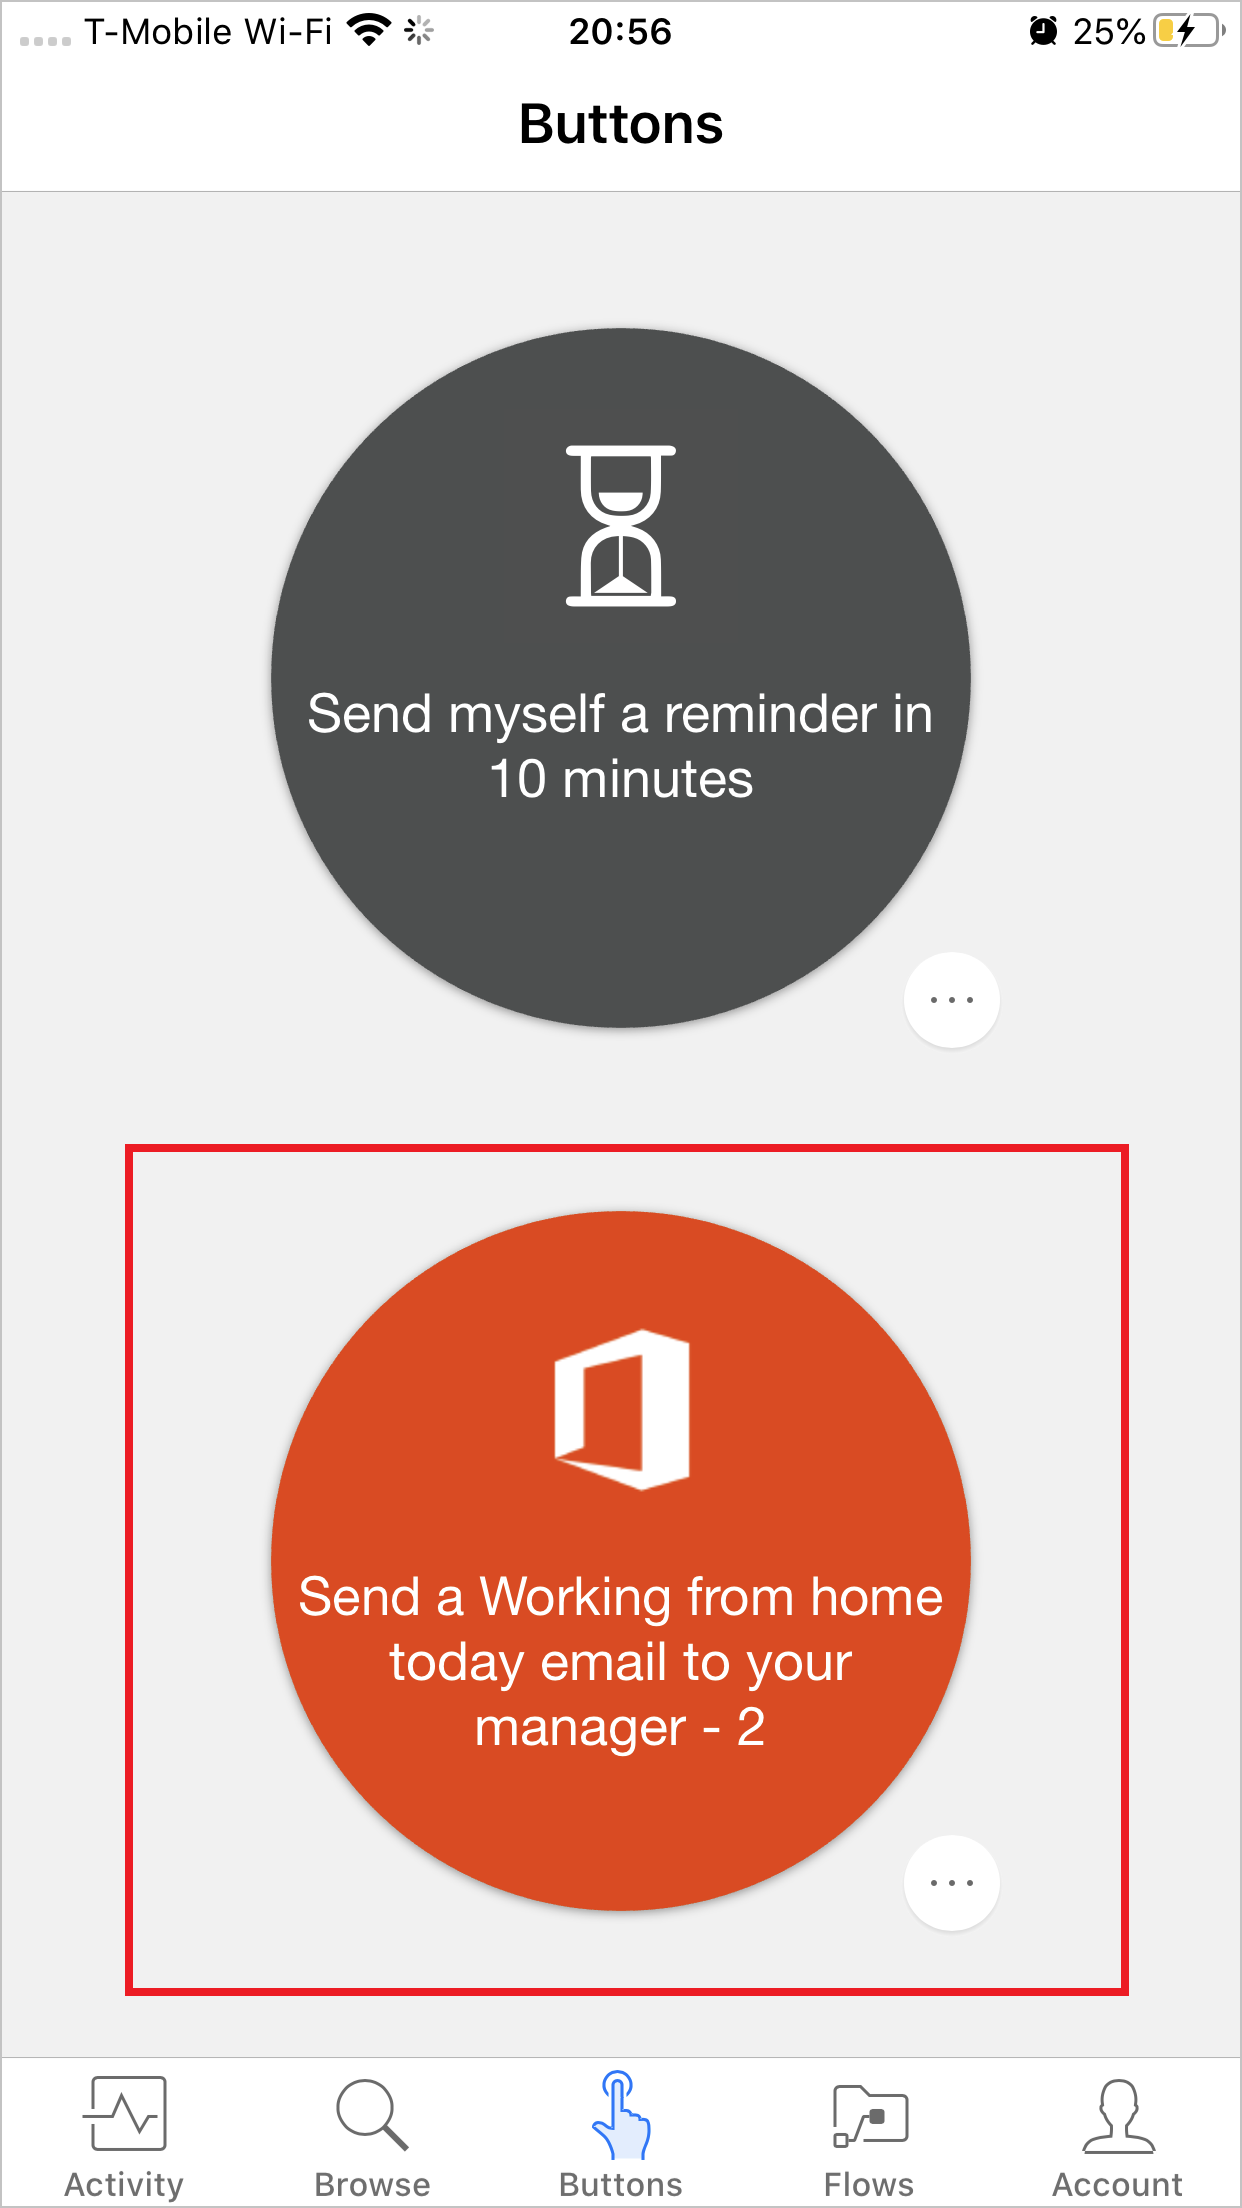 T-Mobile Wi-Fi 20:56 25%
Buttons
Send myself a reminder in
10 minutes
Send a Working from home
today email to your
manager - 2
Activity Browse Buttons Flows Account